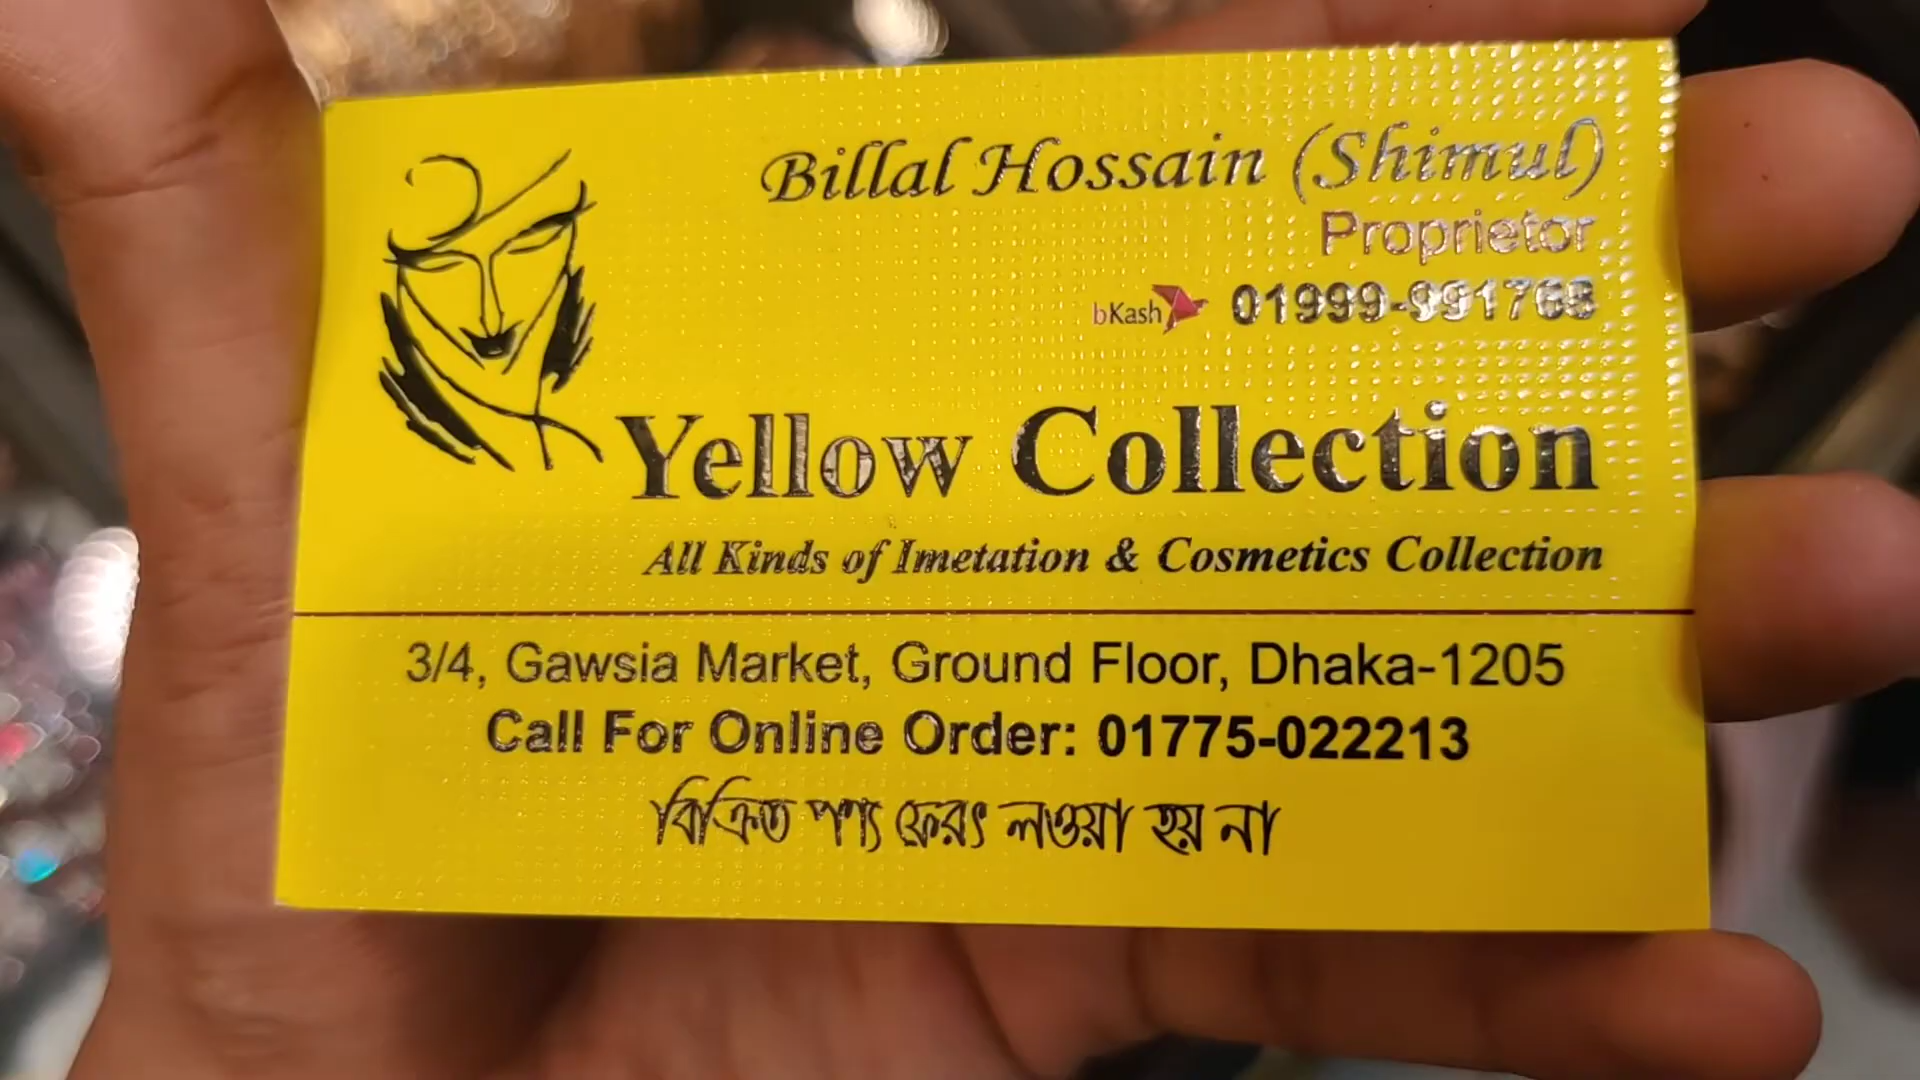 Billal Hossain (Shimul)
Proprietor
bKash 01999-991768
Yellow Collection
All Kinds of Imetation & Cosmetics Collection
3/4, Gawsia Market, Ground Floor, Dhaka-1205
Call For Online Order: 01775-022213
বিক্রিত পণ্য ফেরৎ লওয়া হয় না